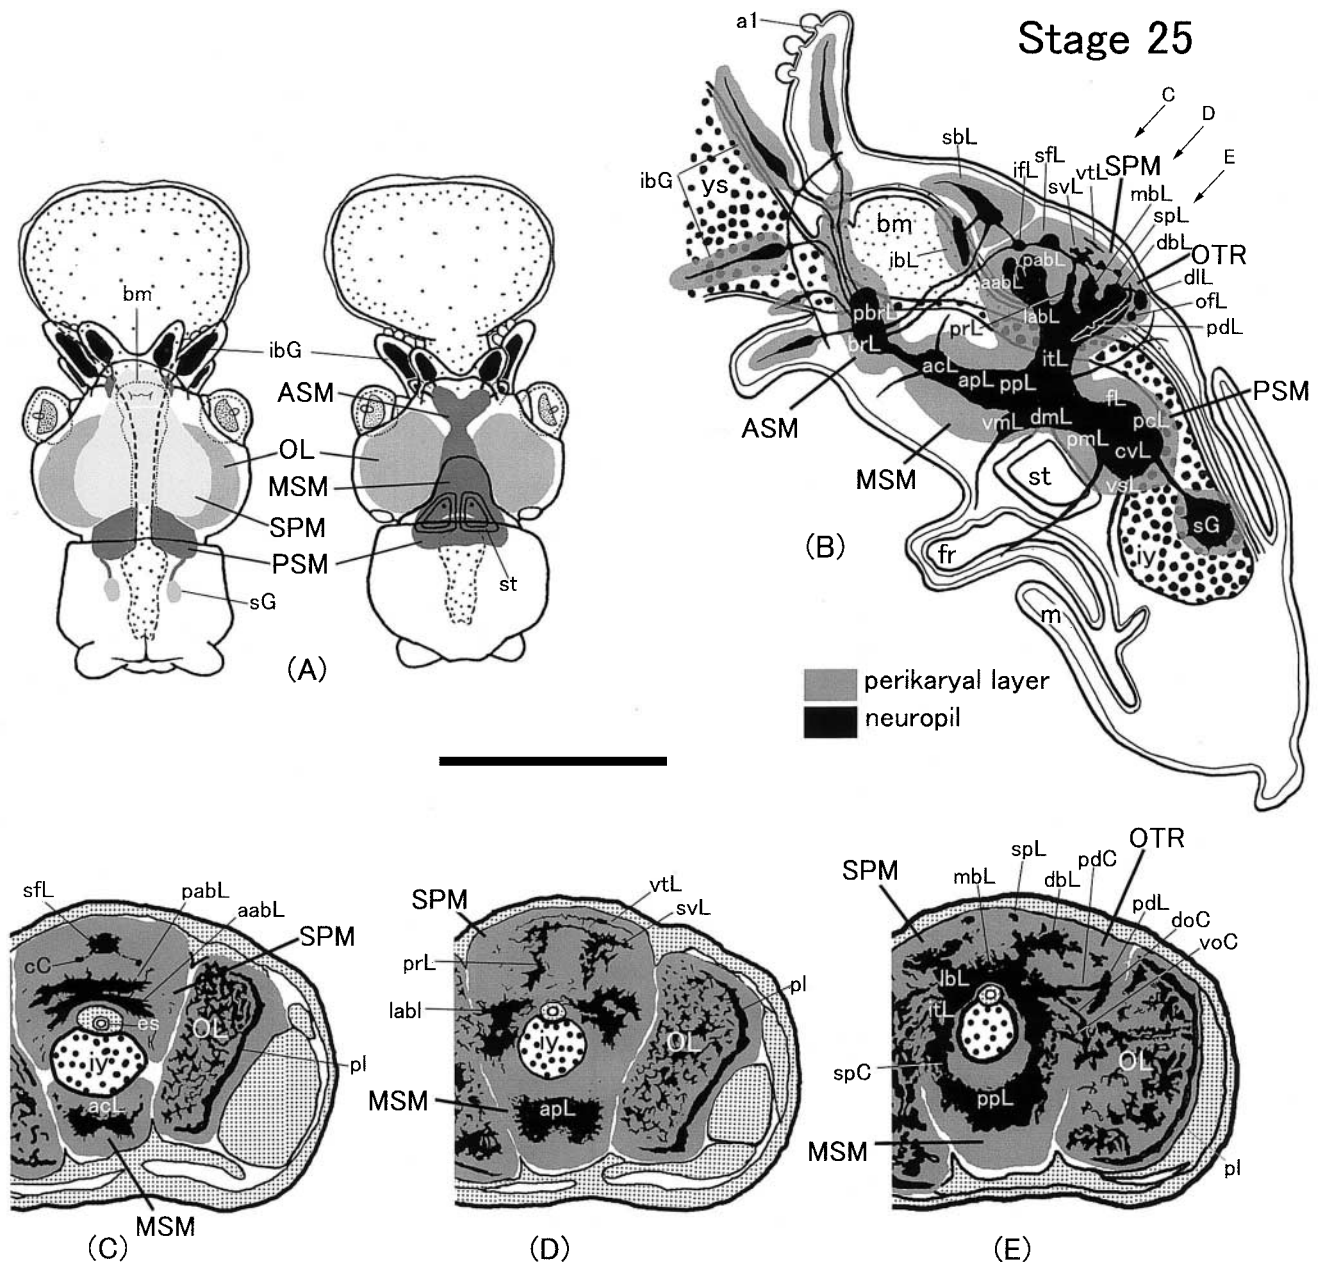 Stage 25
bm
ibG
ASM
OL
MSM
SPM
PSM
st
sG
(A)
a1
C
D
E
sbL
ifL
sfL
svL
vtL
SPM
mbL
spL
dbL
OTR
dlL
ofL
pdL
ibG
ys
bm
ibL
pabL
aabL
labL
prL
pbrL
brL
itL
acL
apL
ppL
fL
pcL
PSM
ASM
vmL
dmL
pmL
cvL
MSM
st
vsL
sG
(B)
fr
iy
m
perikaryal layer
neuropil
sfL
pabL
aabL
SPM
cC
es
OL
iy
pl
acL
MSM
(C)
SPM
vtL
svL
prL
labl
pl
iy
OL
MSM
apL
(D)
SPM
mbL
spL
dbL
pdC
OTR
pdL
doC
voC
lbL
itL
OL
spC
ppL
MSM
pl
(E)